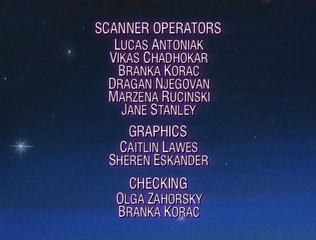 SCANNER OPERATORS
LUCAS ANTONIAK
VIKAS CHADHOKAR
BRANKA KORAC
DRAGAN NJEGOVAN
MARZENA RUCINSKI
JANE STANLEY
GRAPHICS
CAITLIN LAWES
SHEREN ESKANDER
CHECKING
OLGA ZAHORSKY
BRANKA KORAC